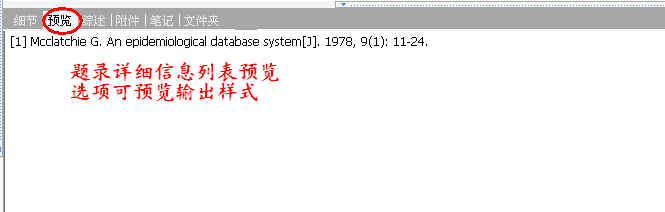 细节 预览 综述 | 附件 | 笔记 | 文件夹
[1] Mcclatchie G. An epidemiological database system[J]. 1978, 9(1): 11-24.
题录详细信息列表预览
选项可预览输出样式